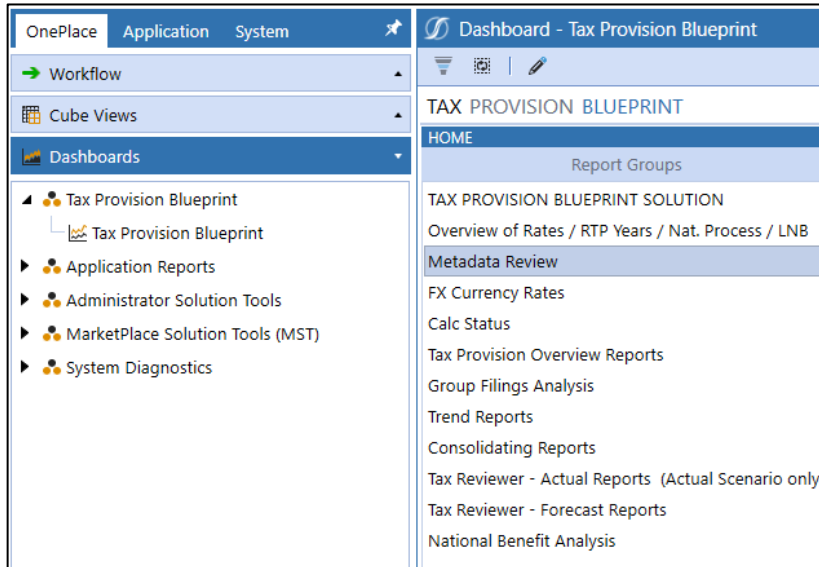 OnePlace Application System
Workflow
Cube Views
Dashboards
Tax Provision Blueprint
Tax Provision Blueprint
Application Reports
Administrator Solution Tools
MarketPlace Solution Tools (MST)
System Diagnostics
Dashboard - Tax Provision Blueprint
TAX PROVISION BLUEPRINT
HOME
Report Groups
TAX PROVISION BLUEPRINT SOLUTION
Overview of Rates / RTP Years / Nat. Process / LNB
Metadata Review
FX Currency Rates
Calc Status
Tax Provision Overview Reports
Group Filings Analysis
Trend Reports
Consolidating Reports
Tax Reviewer - Actual Reports (Actual Scenario only
Tax Reviewer - Forecast Reports
National Benefit Analysis